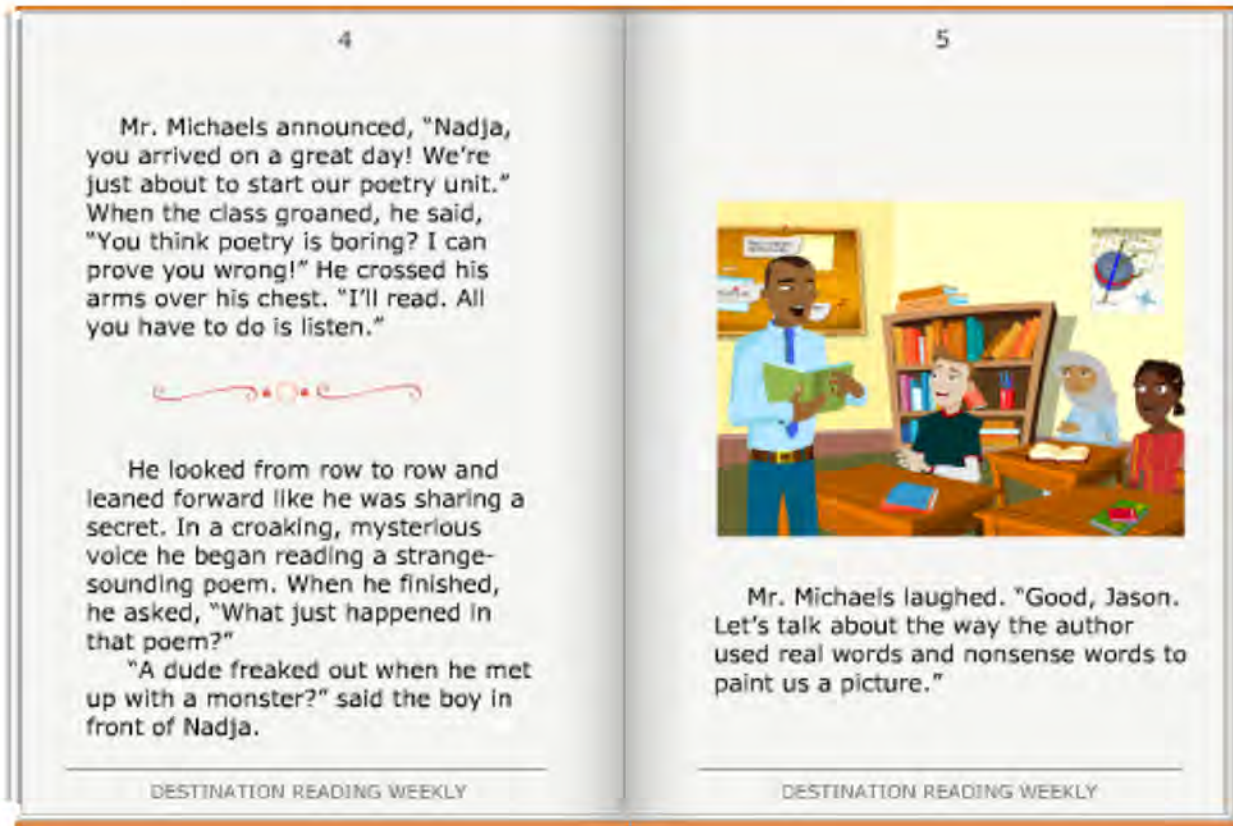 4
Mr. Michaels announced, “Nadja,
you arrived on a great day! We’re
just about to start our poetry unit.”
When the class groaned, he said,
“You think poetry is boring? I can
prove you wrong!” He crossed his
arms over his chest. “I’ll read. All
you have to do is listen.”
He looked from row to row and
leaned forward like he was sharing a
secret. In a croaking, mysterious
voice he began reading a strange-
sounding poem. When he finished,
he asked, “What just happened in
that poem?”
“A dude freaked out when he met
up with a monster?” said the boy in
front of Nadja.
DESTINATION READING WEEKLY
5
Mr. Michaels laughed. “Good, Jason.
Let’s talk about the way the author
used real words and nonsense words to
paint us a picture.”
DESTINATION READING WEEKLY